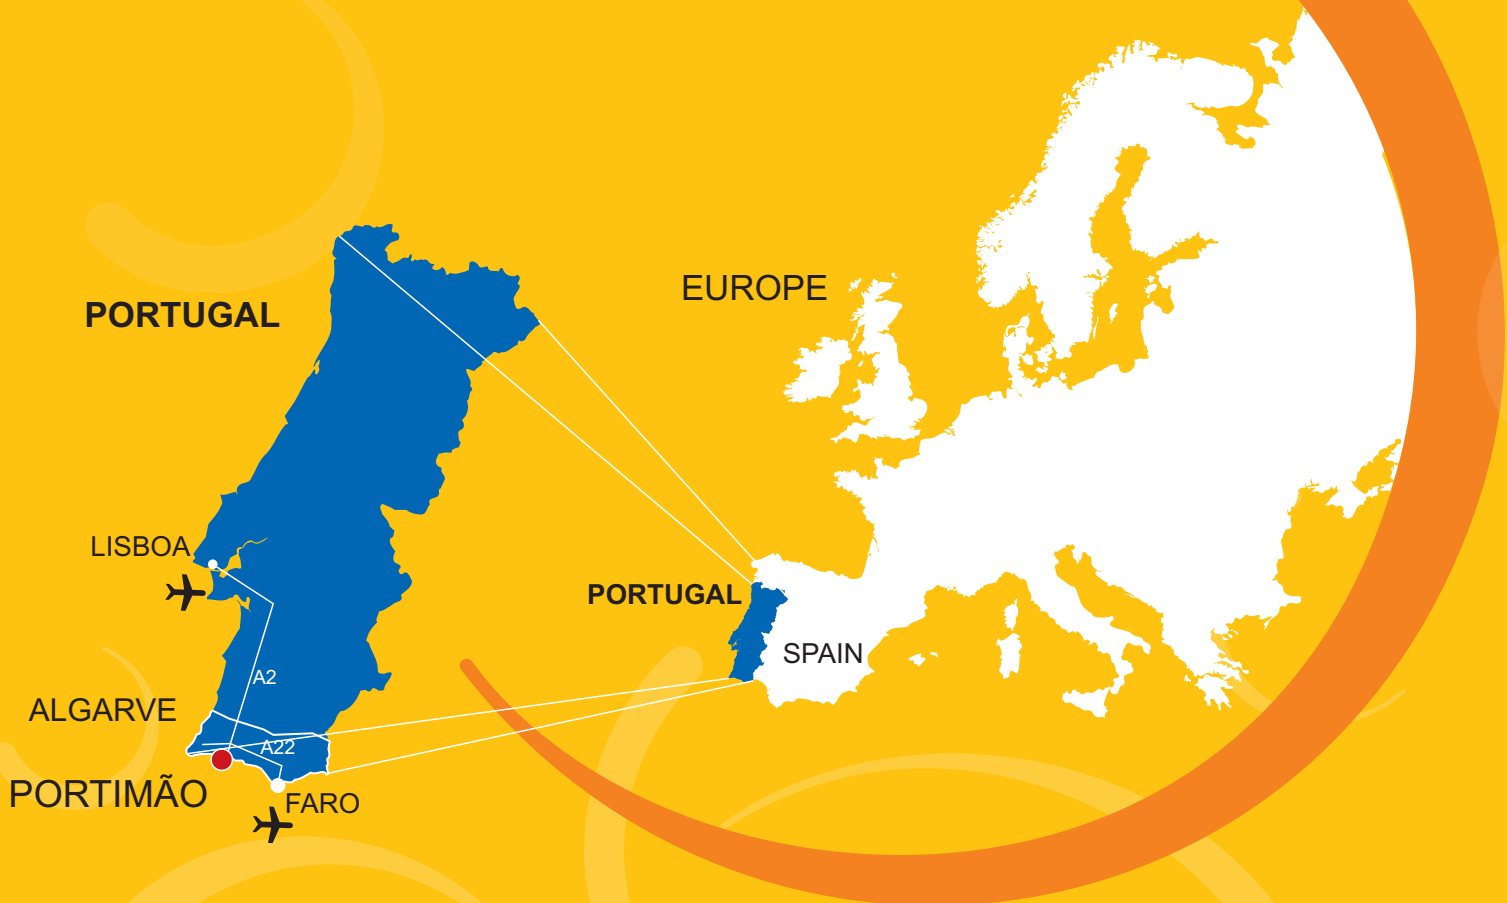 EUROPE
PORTUGAL
LISBOA
PORTUGAL
SPAIN
A2
ALGARVE
A22
PORTIMÃO
FARO